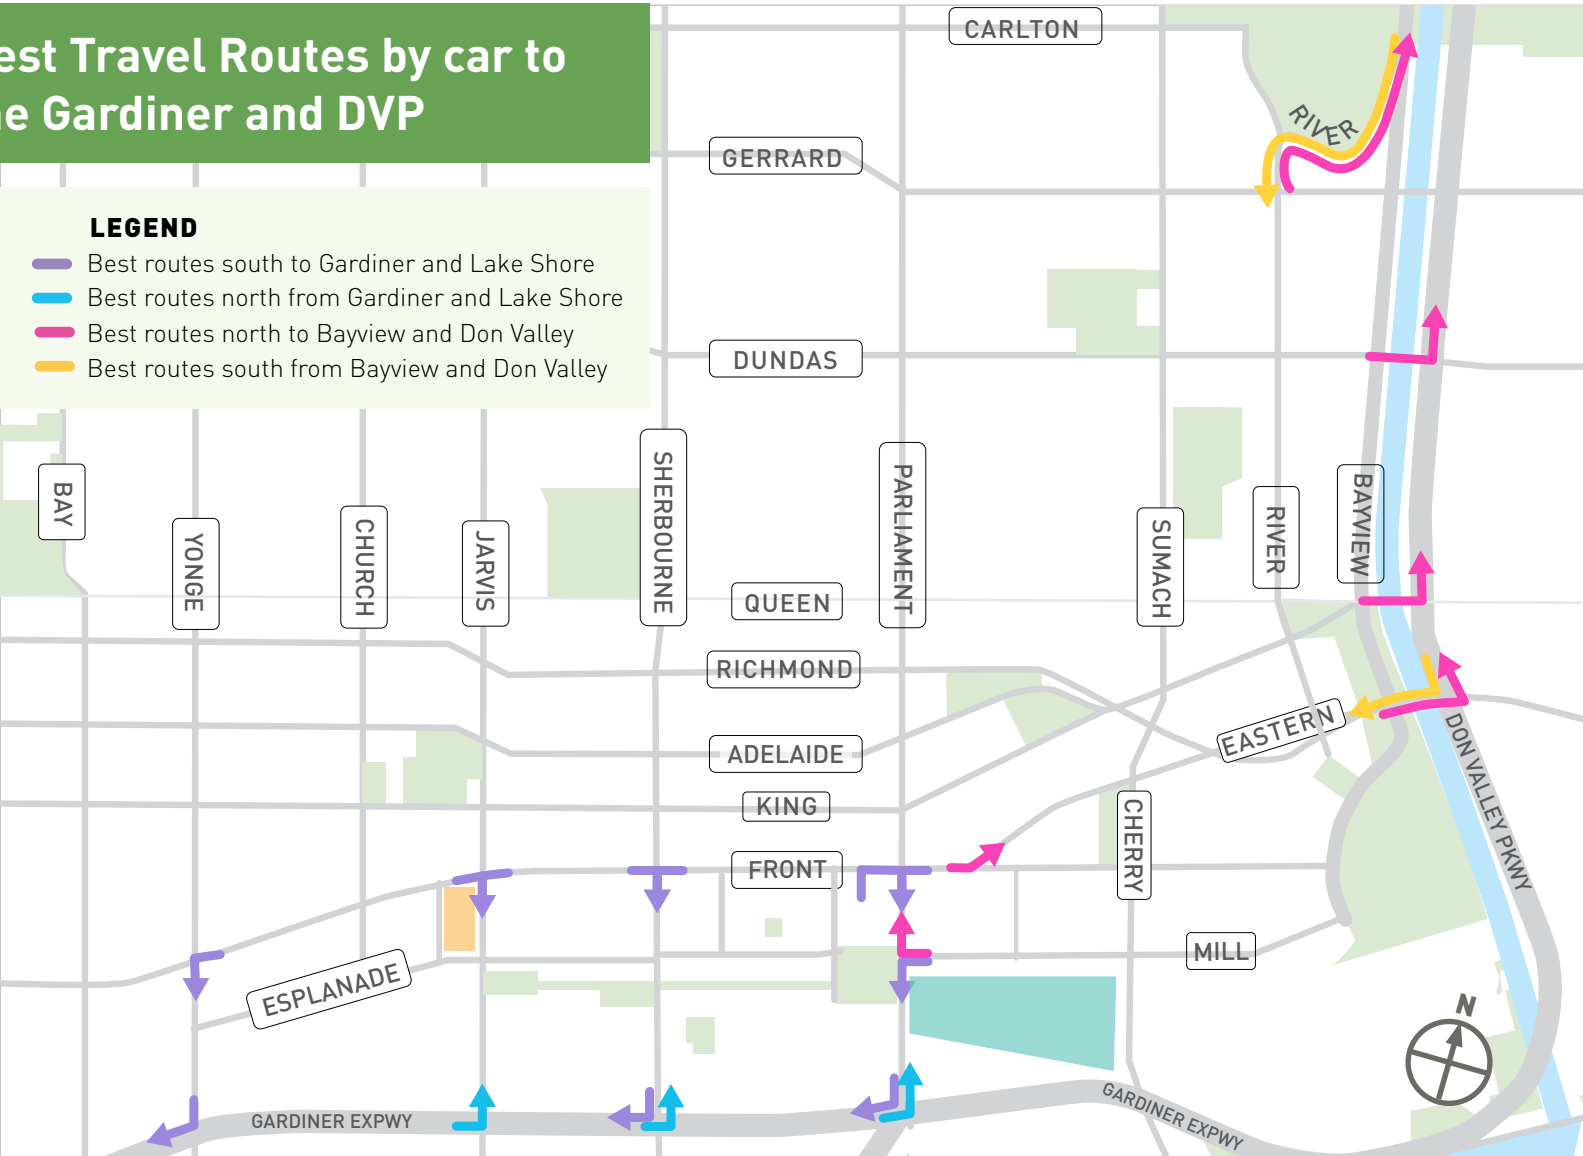 est Travel Routes by car to
e Gardiner and DVP
LEGEND
Best routes south to Gardiner and Lake Shore
Best routes north from Gardiner and Lake Shore
Best routes north to Bayview and Don Valley
Best routes south from Bayview and Don Valley
CARLTON
RIVER
GERRARD
DUNDAS
BAY
YONGE
CHURCH
JARVIS
SHERBOURNE
PARLIAMENT
SUMACH
RIVER
BAYVIEW
QUEEN
RICHMOND
EASTERN
ADELAIDE
DON VALLEY PKWY
KING
CHERRY
FRONT
MILL
ESPLANADE
N
GARDINER EXPWY
GARDINER EXPWY